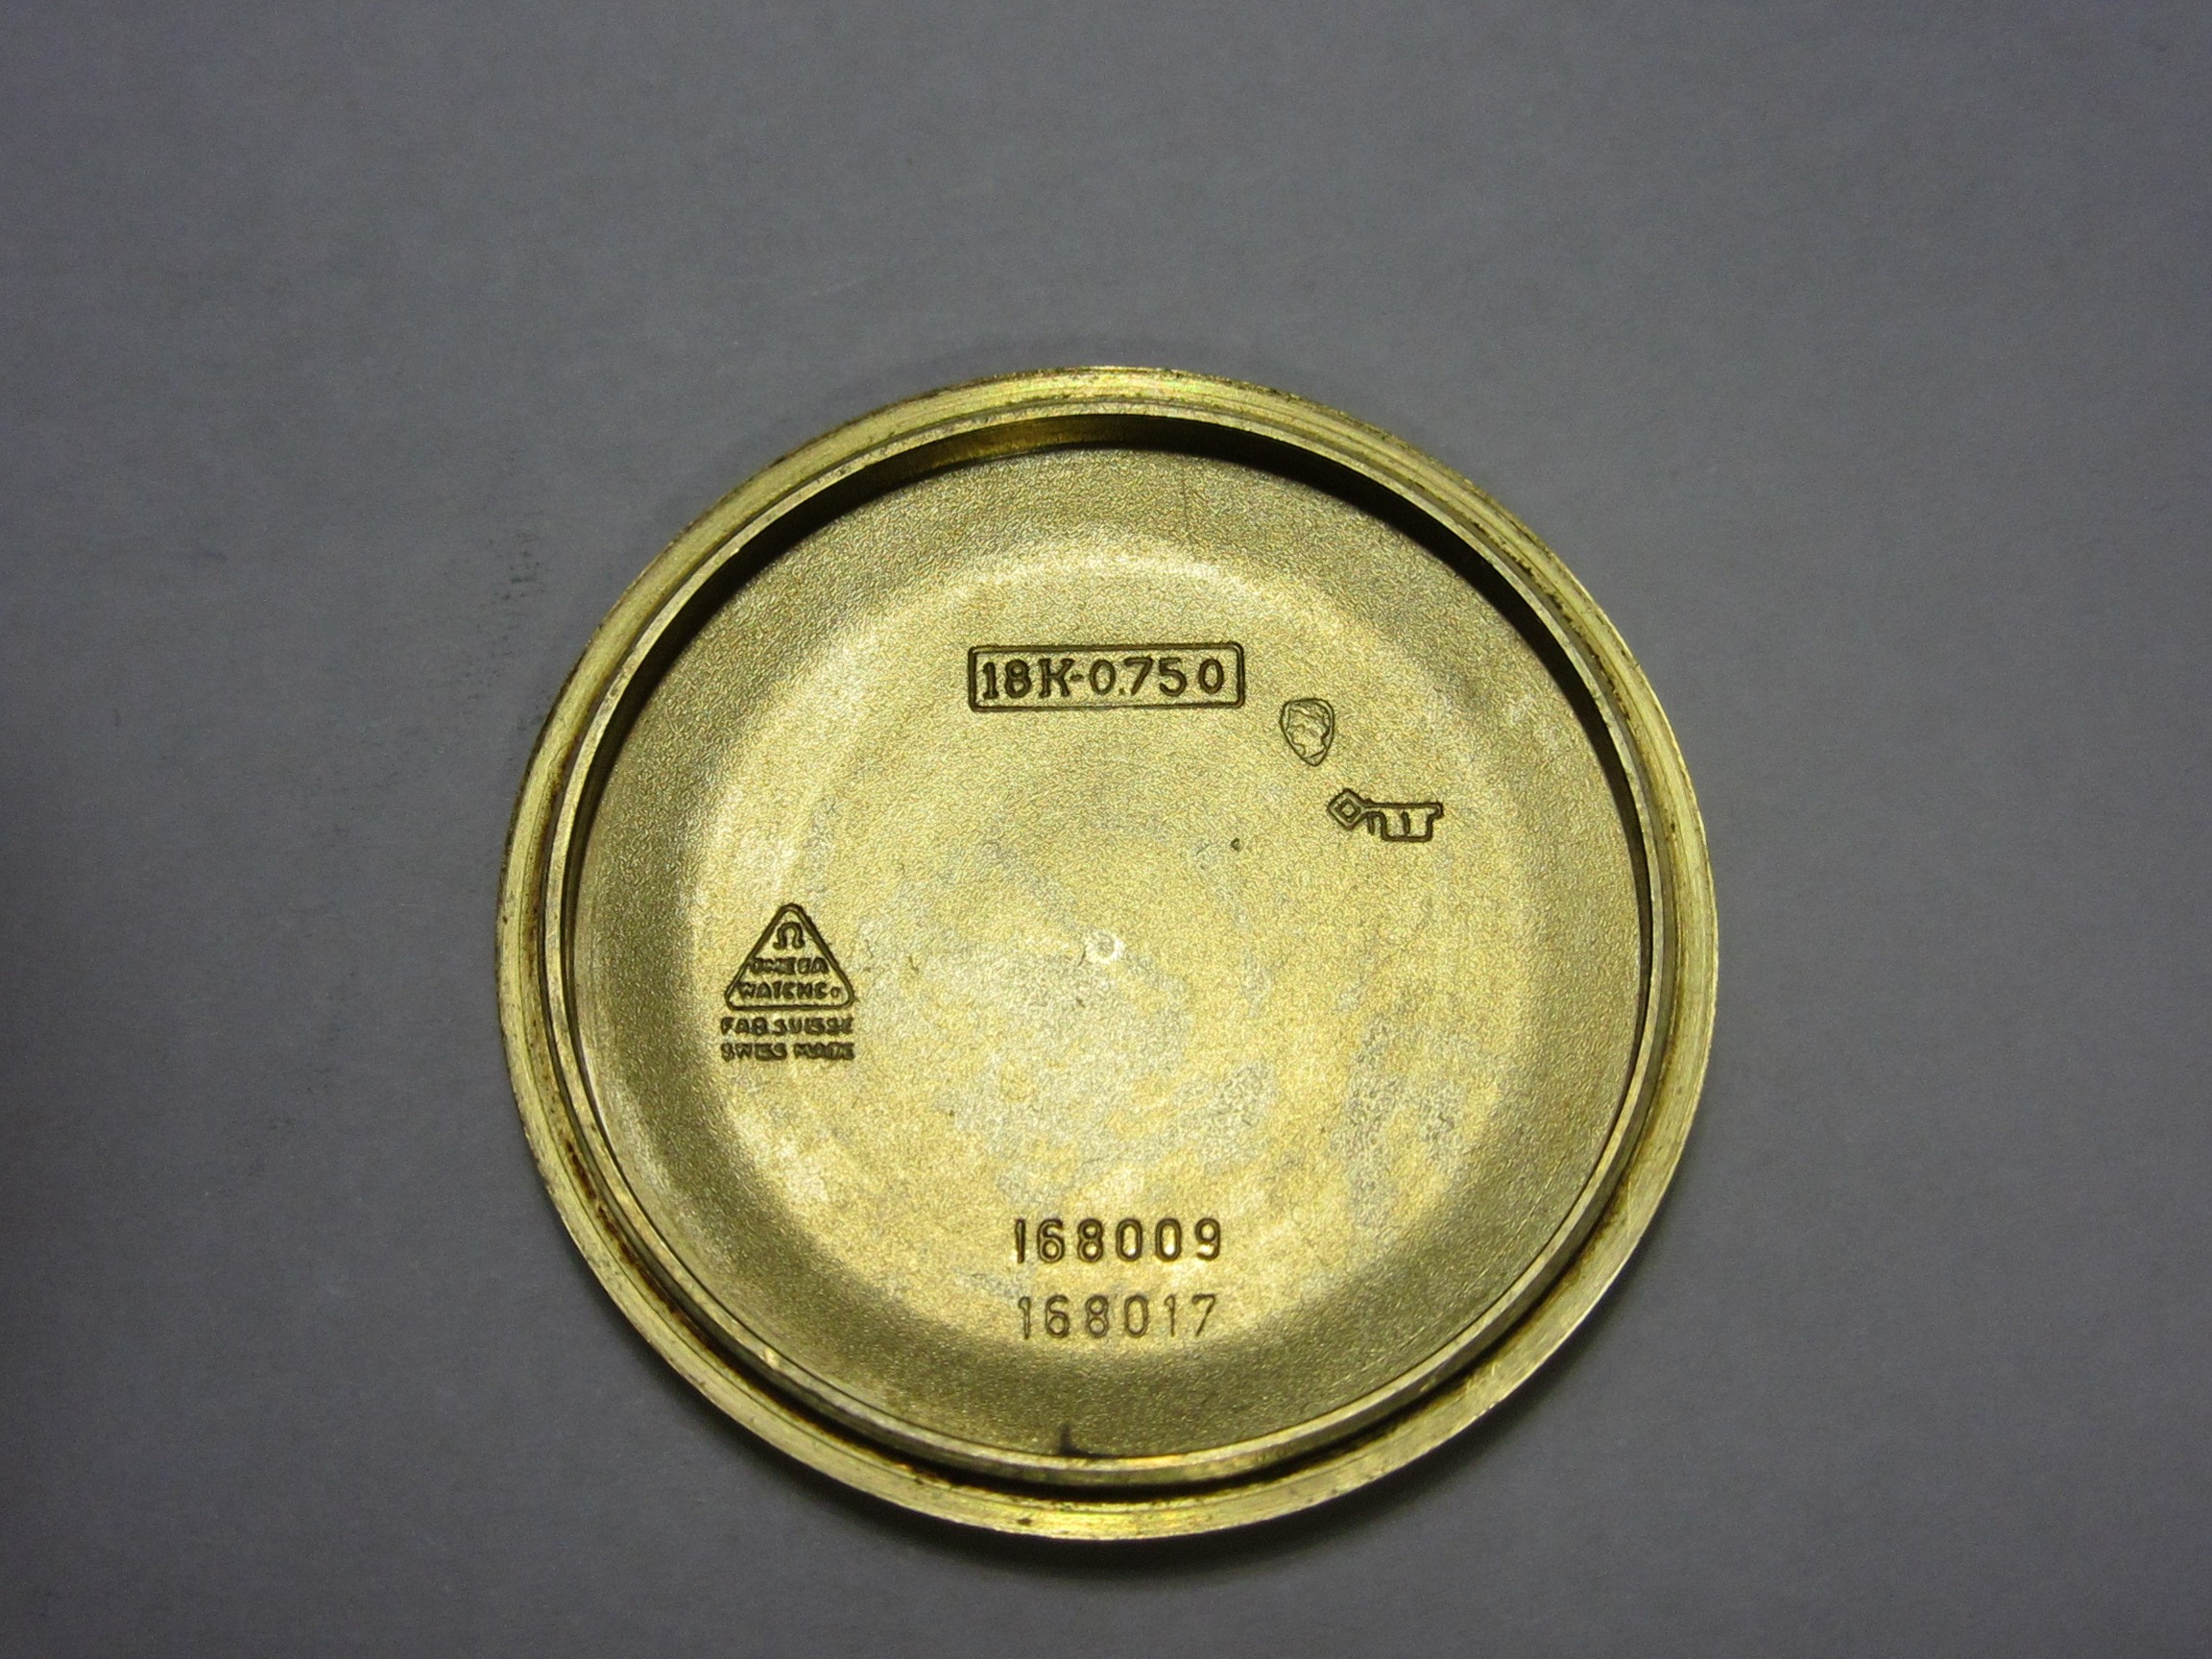 18K-0.750
Ω
OMEGA
WATCH Co.
FAB. SUISSE
SWISS MADE
168009
168017